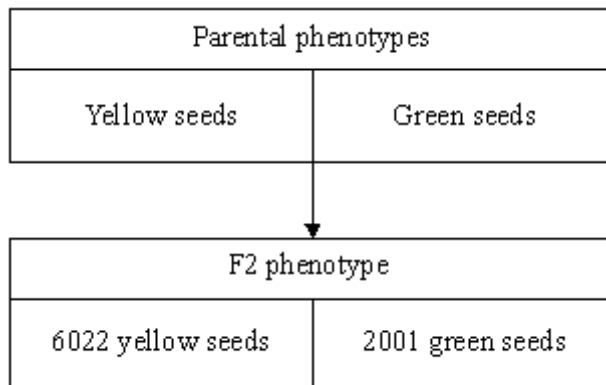 Parental phenotypes
Yellow seeds
Green seeds
F2 phenotype
6022 yellow seeds
2001 green seeds